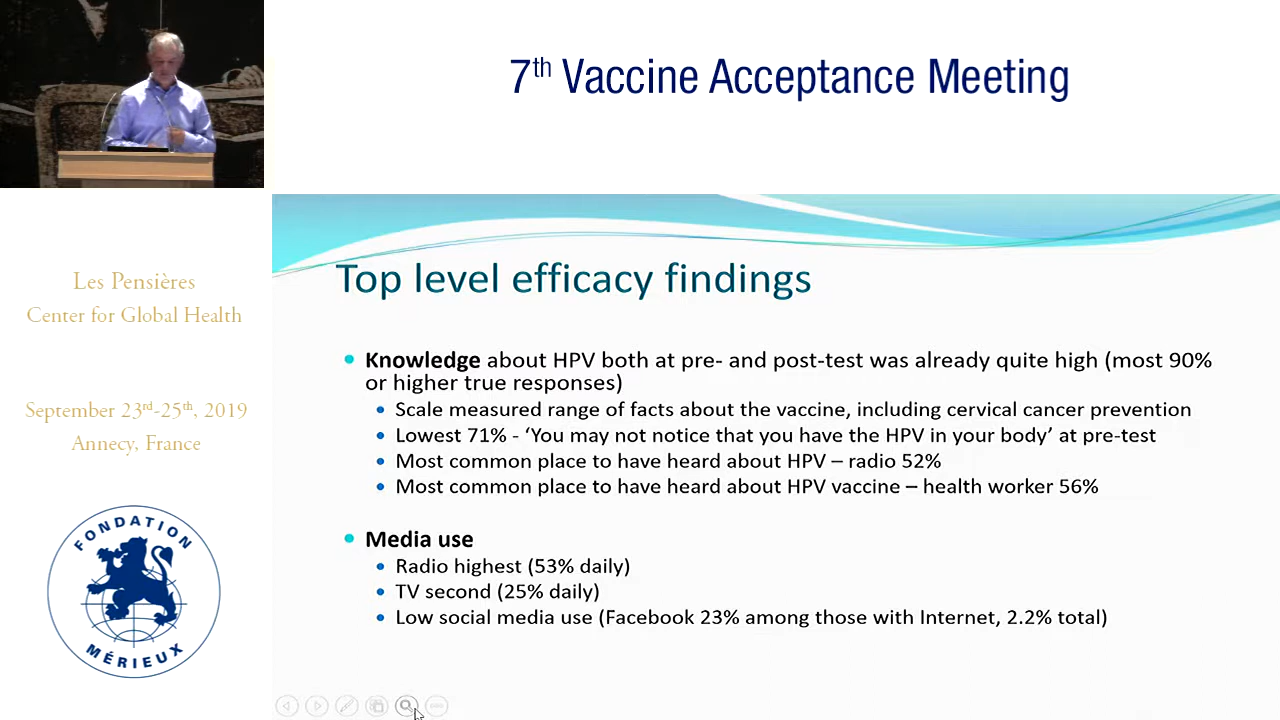 7th Vaccine Acceptance Meeting
Les Pensières
Center for Global Health
September 23rd-25th, 2019
Annecy, France
FONDATION
MÉRIEUX
Top level efficacy findings
Knowledge about HPV both at pre- and post-test was already quite high (most 90%
or higher true responses)
Scale measured range of facts about the vaccine, including cervical cancer prevention
Lowest 71% - ‘You may not notice that you have the HPV in your body’ at pre-test
Most common place to have heard about HPV – radio 52%
Most common place to have heard about HPV vaccine – health worker 56%
Media use
Radio highest (53% daily)
TV second (25% daily)
Low social media use (Facebook 23% among those with Internet, 2.2% total)